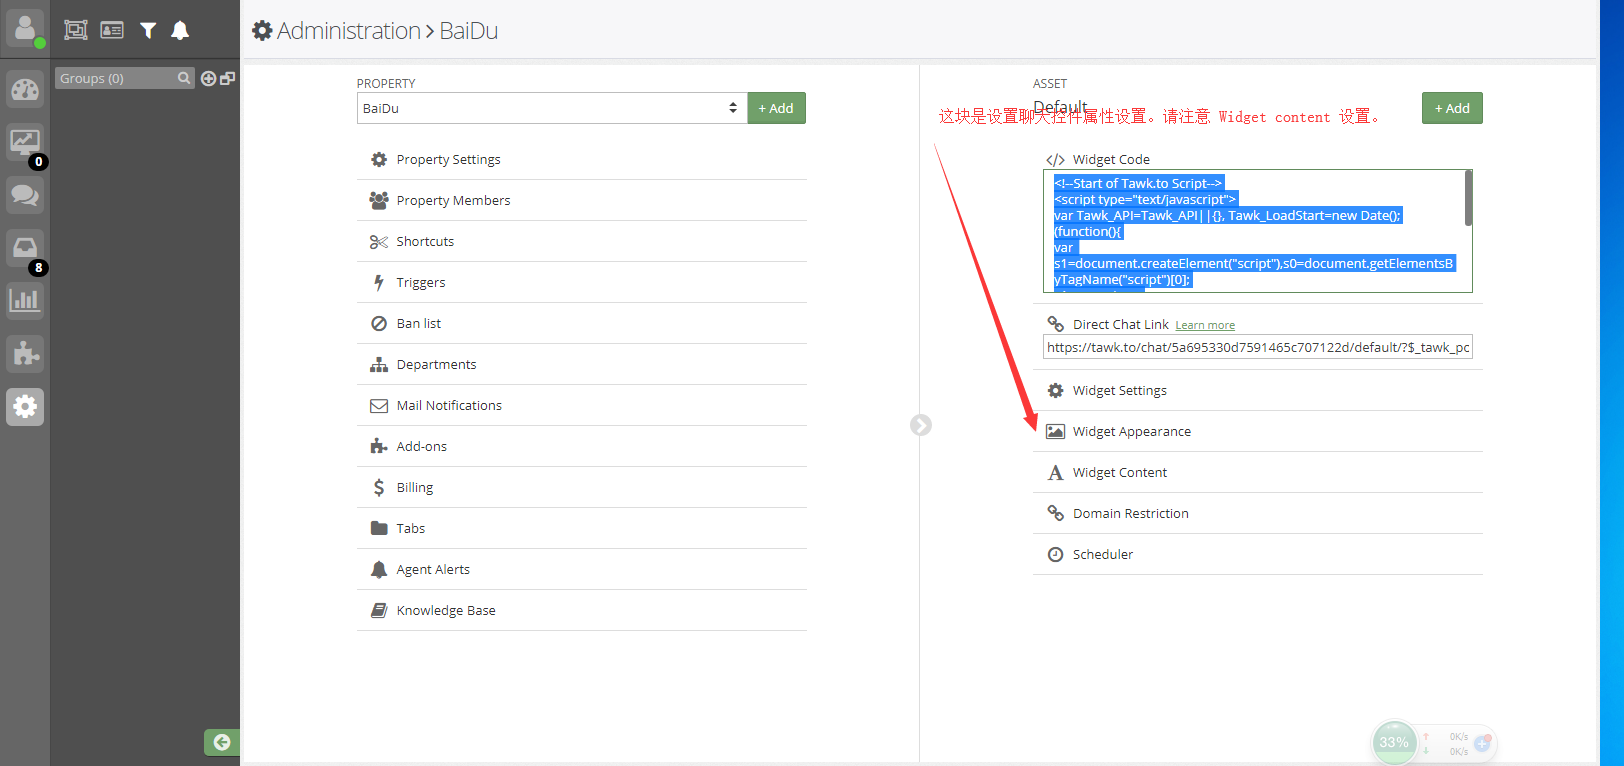 Administration > BaiDu
Groups (0)
0
8
PROPERTY
BaiDu
+ Add
Property Settings
Property Members
Shortcuts
Triggers
Ban list
Departments
Mail Notifications
Add-ons
Billing
Tabs
Agent Alerts
Knowledge Base
ASSET
Default
+ Add
这块是设置聊天控件属性设置。请注意 Widget content 设置。
</> Widget Code
<!--Start of Tawk.to Script-->
<script type="text/javascript">
var Tawk_API=Tawk_API||{}, Tawk_LoadStart=new Date();
(function(){
var
s1=document.createElement("script"),s0=document.getElementsB
yTagName("script")[0];
Direct Chat Link Learn more
https://tawk.to/chat/5a695330d7591465c707122d/default/?$_tawk_pc
Widget Settings
Widget Appearance
A Widget Content
Domain Restriction
Scheduler
33%
0K/s
0K/s